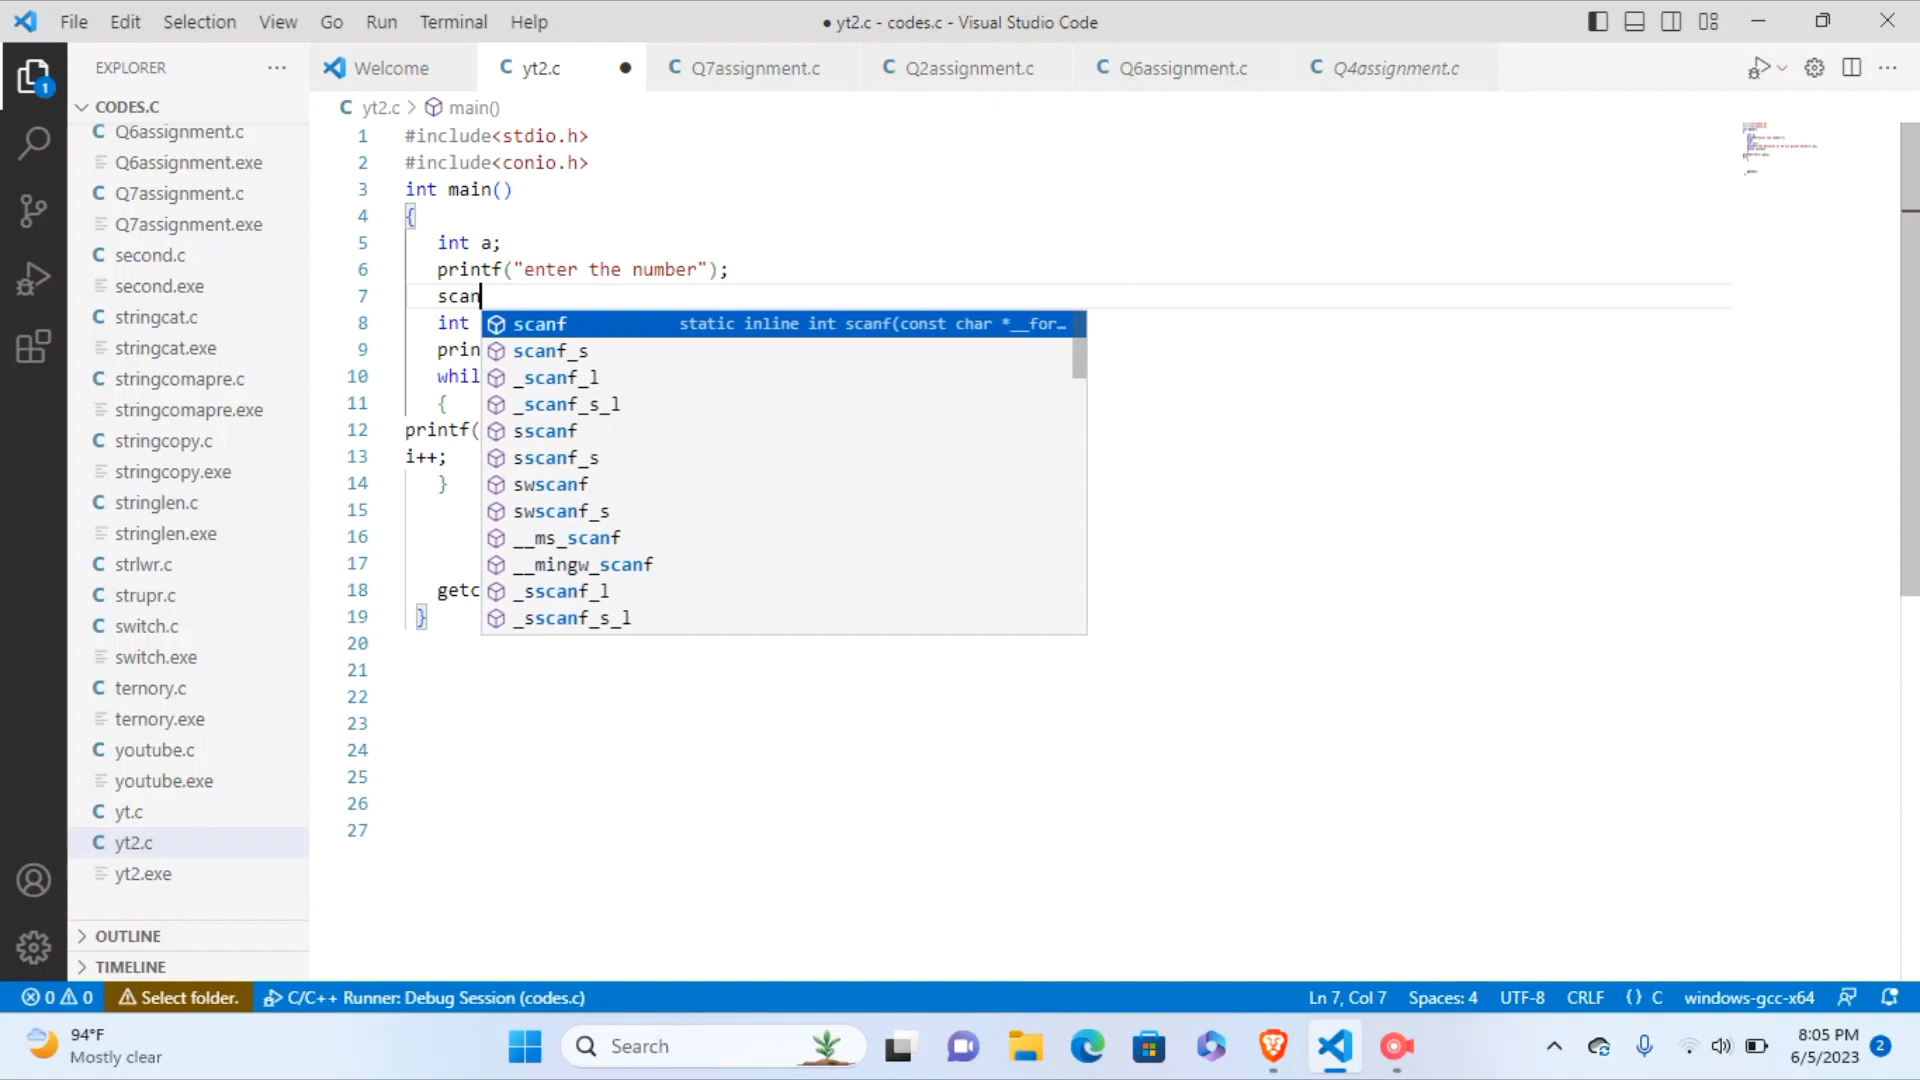 File Edit Selection View Go Run Terminal Help
● yt2.c - codes.c - Visual Studio Code
EXPLORER
Welcome
C yt2.c
C Q7assignment.c
C Q2assignment.c
C Q6assignment.c
C Q4assignment.c
1
CODES.C
C Q6assignment.c
Q6assignment.exe
C Q7assignment.c
Q7assignment.exe
C second.c
second.exe
C stringcat.c
stringcat.exe
C stringcomapre.c
stringcomapre.exe
C stringcopy.c
stringcopy.exe
C stringlen.c
stringlen.exe
C strlwr.c
C strupr.c
C switch.c
switch.exe
C ternory.c
ternory.exe
C youtube.c
youtube.exe
C yt.c
C yt2.c
yt2.exe
OUTLINE
TIMELINE
C yt2.c > main()
1 #include<stdio.h>
2 #include<conio.h>
3 int main()
4 {
5 int a;
6 printf("enter the number");
7 scan
8 int
9 prin
10 whil
11 {
12 printf(
13 i++;
14 }
15
16
17
18 getc
19 }
20
21
22
23
24
25
26
27
scanf static inline int scanf(const char *__for…
scanf_s
_scanf_l
_scanf_s_l
sscanf
sscanf_s
swscanf
swscanf_s
__ms_scanf
__mingw_scanf
_sscanf_l
_sscanf_s_l
0 0 Select folder. C/C++ Runner: Debug Session (codes.c)
Ln 7, Col 7 Spaces: 4 UTF-8 CRLF {} C windows-gcc-x64
94°F
Mostly clear
Search
8:05 PM
6/5/2023
2